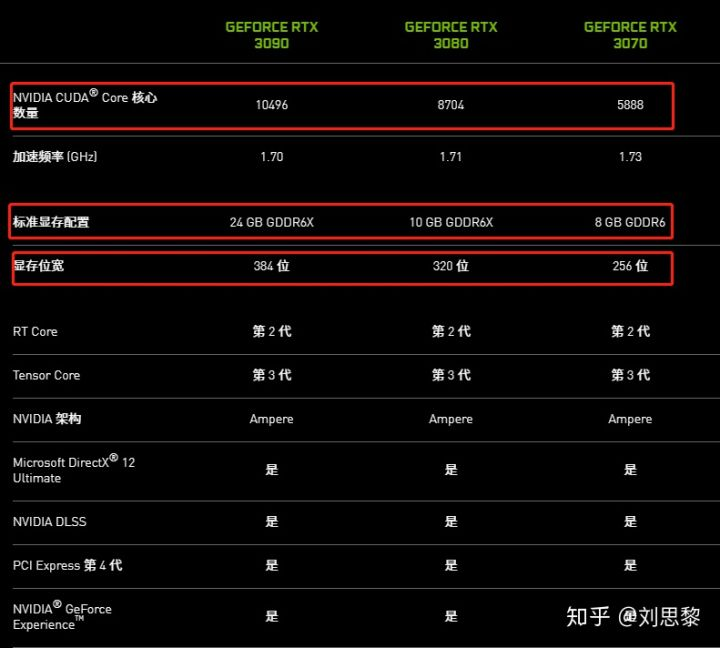 GEFORCE RTX 3090 GEFORCE RTX 3080 GEFORCE RTX 3070
NVIDIA CUDA® Core 核心数量 10496 8704 5888
加速频率 (GHz) 1.70 1.71 1.73
标准显存配置 24 GB GDDR6X 10 GB GDDR6X 8 GB GDDR6
显存位宽 384 位 320 位 256 位
RT Core 第 2 代 第 2 代 第 2 代
Tensor Core 第 3 代 第 3 代 第 3 代
NVIDIA 架构 Ampere Ampere Ampere
Microsoft DirectX® 12 Ultimate 是 是 是
NVIDIA DLSS 是 是 是
PCI Express 第 4 代 是 是 是
NVIDIA® GeForce Experience™ 是 是 是
知乎 @刘思黎